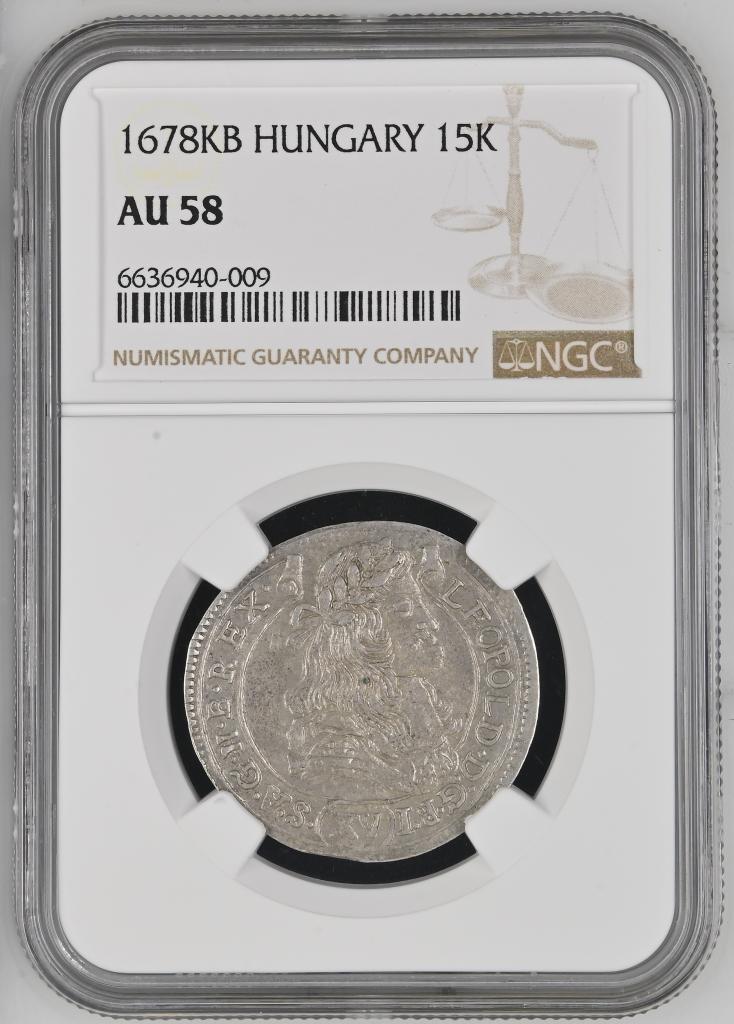 1678KB HUNGARY 15K
AU 58
6636940-009
NUMISMATIC GUARANTY COMPANY
NGC®
LEOPOLD·D·G·R·I·
S·A·G·H·B·REX·
XV